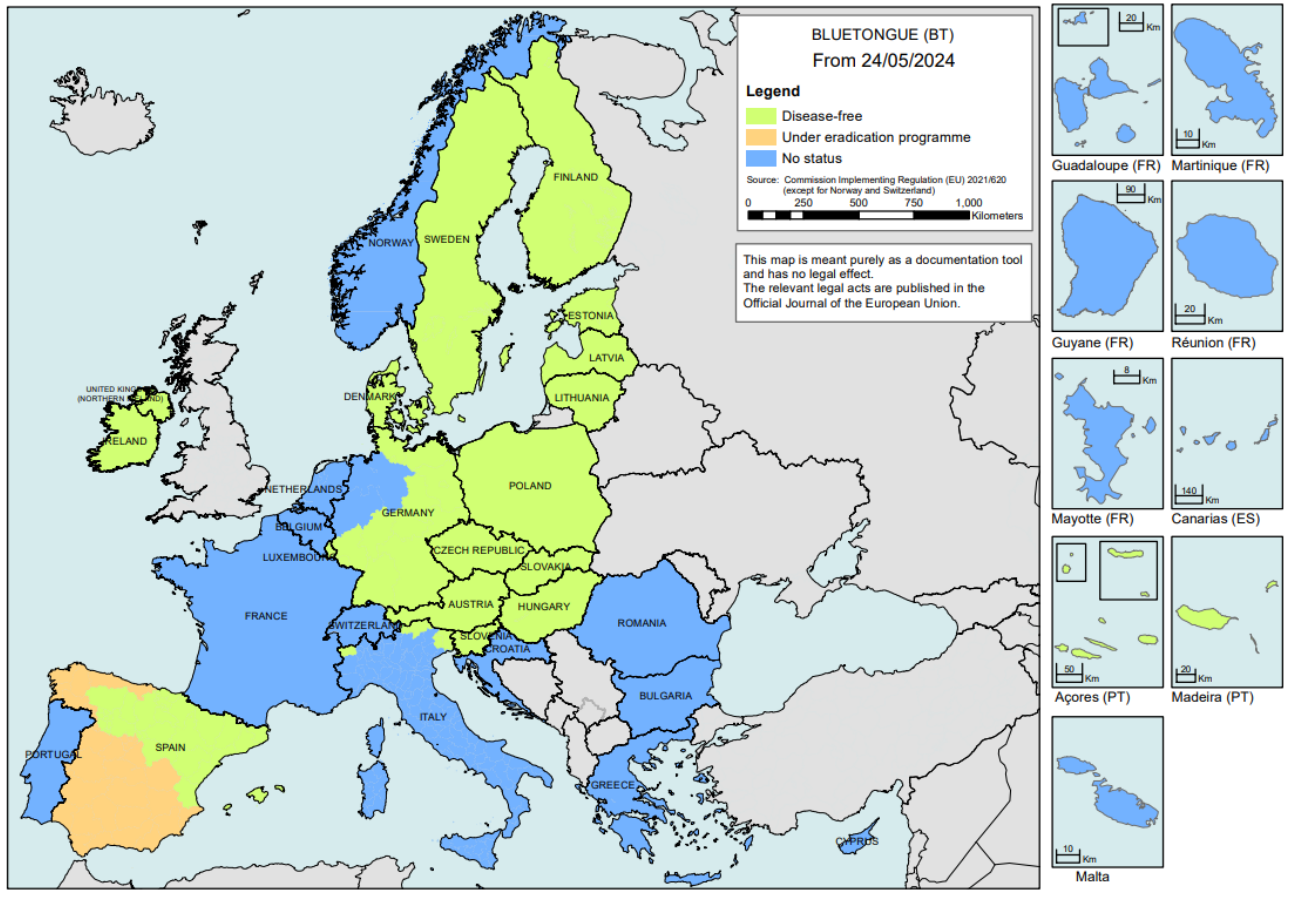 BLUETONGUE (BT)
From 24/05/2024
Legend
Disease-free
Under eradication programme
No status
Source: Commission Implementing Regulation (EU) 2021/620
(except for Norway and Switzerland)
0 250 500 750 1,000
Kilometers
This map is meant purely as a documentation tool
and has no legal effect.
The relevant legal acts are published in the
Official Journal of the European Union.
FINLAND
NORWAY
SWEDEN
ESTONIA
LATVIA
LITHUANIA
DENMARK
UNITED KINGDOM
(NORTHERN IRELAND)
IRELAND
NETHERLANDS
POLAND
GERMANY
BELGIUM
LUXEMBOURG
CZECH REPUBLIC
SLOVAKIA
AUSTRIA
HUNGARY
FRANCE
SWITZERLAND
ROMANIA
SLOVENIA
CROATIA
BULGARIA
ITALY
SPAIN
PORTUGAL
GREECE
CYPRUS
20
Km
Guadaloupe (FR)
10
Km
Martinique (FR)
90
Km
Guyane (FR)
20
Km
Réunion (FR)
8
Km
Mayotte (FR)
140
Km
Canarias (ES)
50
Km
Açores (PT)
20
Km
Madeira (PT)
10
Km
Malta